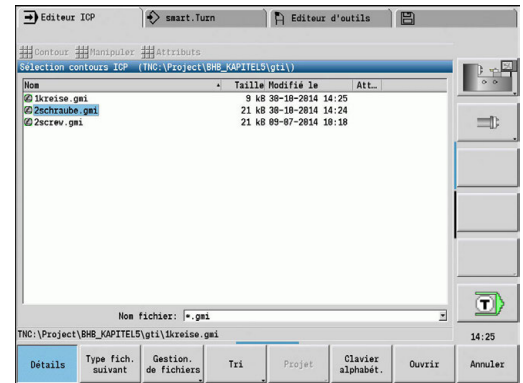 Editeur ICP smart.Turn Editeur d'outils
Contour Manipuler Attributs
Sélection contours ICP (TNC:\Project\BHB_KAPITEL5\gti\)
Nom Taille Modifié le Att...
1kreise.gmi 9 kB 30-10-2014 14:25
2schraube.gmi 21 kB 30-10-2014 14:24
2screw.gmi 21 kB 09-07-2014 10:18
T
Nom fichier: *.gmi
TNC:\Project\BHB_KAPITEL5\gti\1kreise.gmi
14:25
Détails Type fich. suivant Gestion. de fichiers Tri Projet Clavier alphabét. Ouvrir Annuler